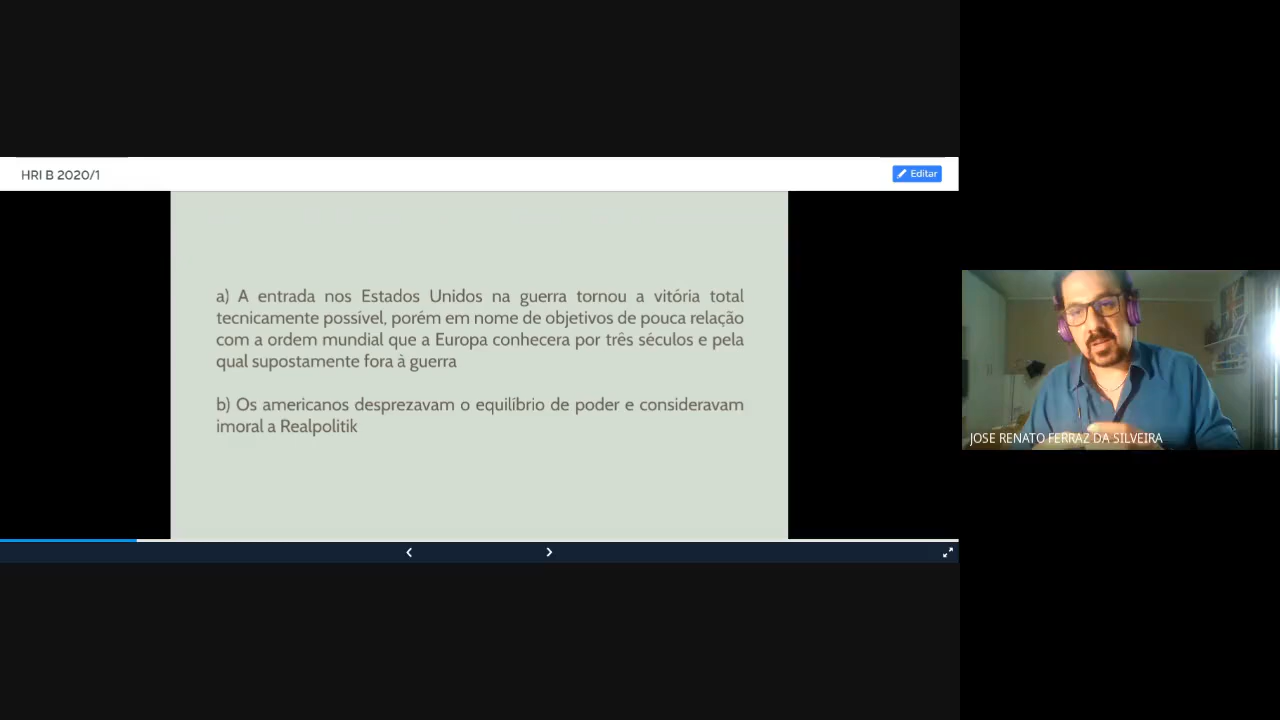 HRI B 2020/1
Editar
a) A entrada nos Estados Unidos na guerra tornou a vitória total
tecnicamente possível, porém em nome de objetivos de pouca relação
com a ordem mundial que a Europa conhecera por três séculos e pela
qual supostamente fora à guerra
b) Os americanos desprezavam o equilíbrio de poder e consideravam
imoral a Realpolitik
JOSE RENATO FERRAZ DA SILVEIRA